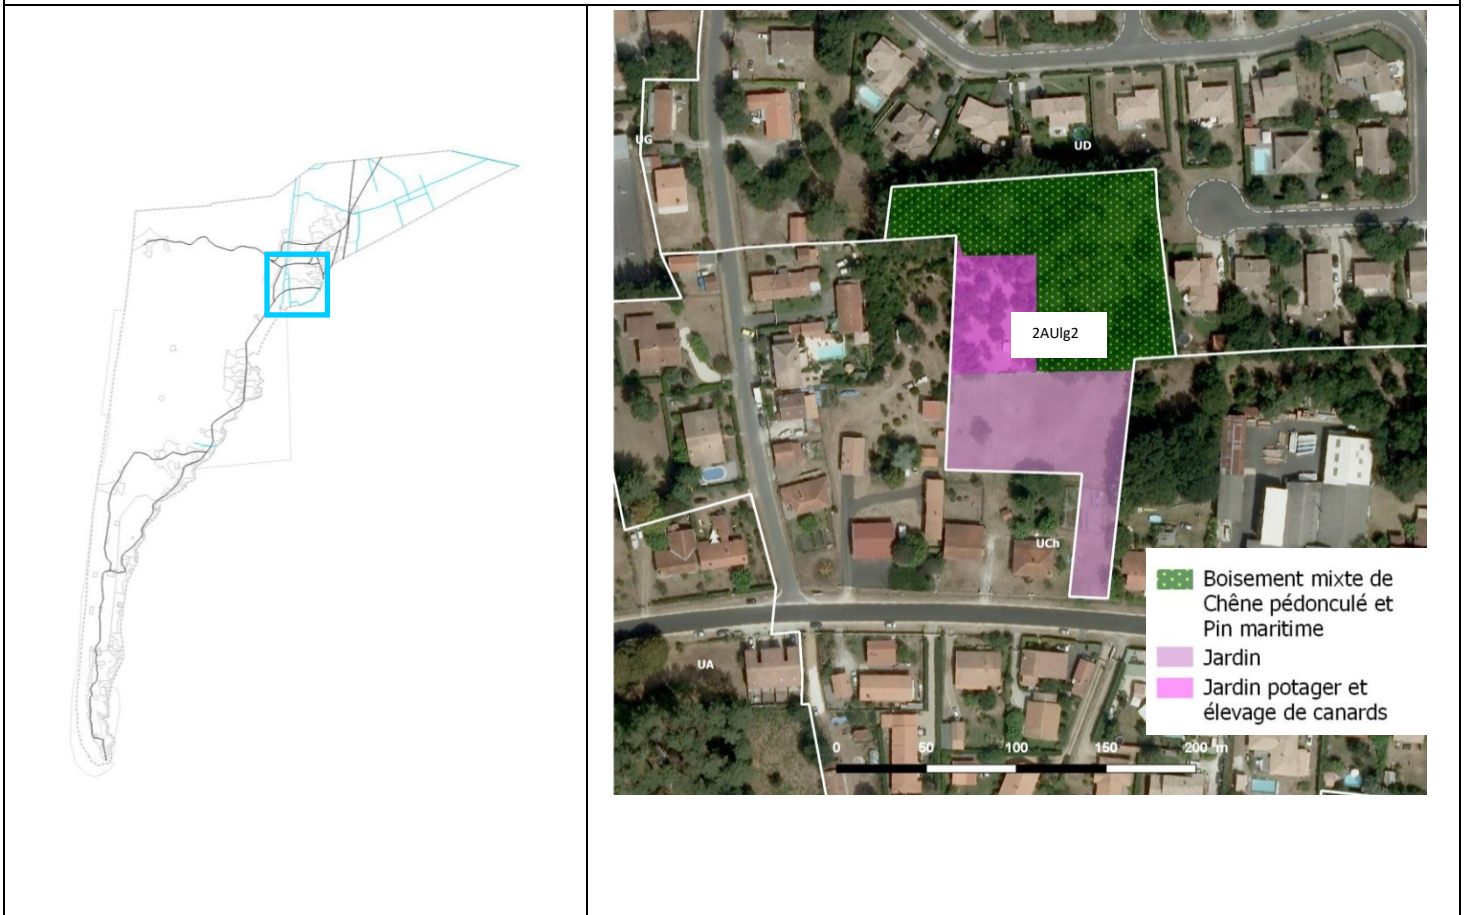 UG
UD
2AUlg2
UCh
UA
Boisement mixte de
Chêne pédonculé et
Pin maritime
Jardin
Jardin potager et
élevage de canards
0 50 100 150 200 m